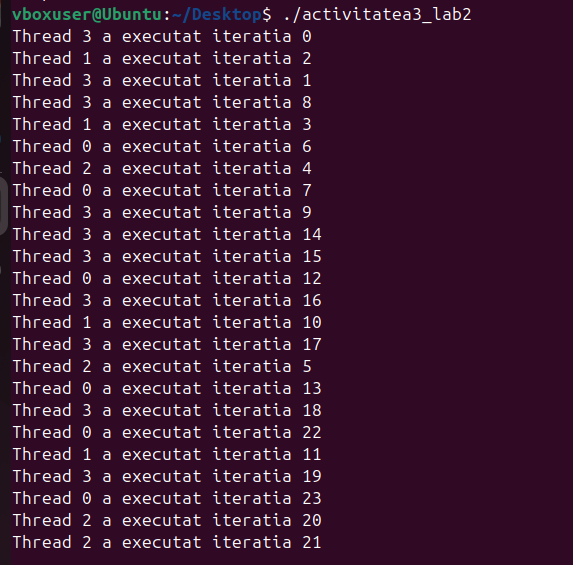 vboxuser@Ubuntu:~/Desktop$ ./activitatea3_lab2
Thread 3 a executat iteratia 0
Thread 1 a executat iteratia 2
Thread 3 a executat iteratia 1
Thread 3 a executat iteratia 8
Thread 1 a executat iteratia 3
Thread 0 a executat iteratia 6
Thread 2 a executat iteratia 4
Thread 0 a executat iteratia 7
Thread 3 a executat iteratia 9
Thread 3 a executat iteratia 14
Thread 3 a executat iteratia 15
Thread 0 a executat iteratia 12
Thread 3 a executat iteratia 16
Thread 1 a executat iteratia 10
Thread 3 a executat iteratia 17
Thread 2 a executat iteratia 5
Thread 0 a executat iteratia 13
Thread 3 a executat iteratia 18
Thread 0 a executat iteratia 22
Thread 1 a executat iteratia 11
Thread 3 a executat iteratia 19
Thread 0 a executat iteratia 23
Thread 2 a executat iteratia 20
Thread 2 a executat iteratia 21